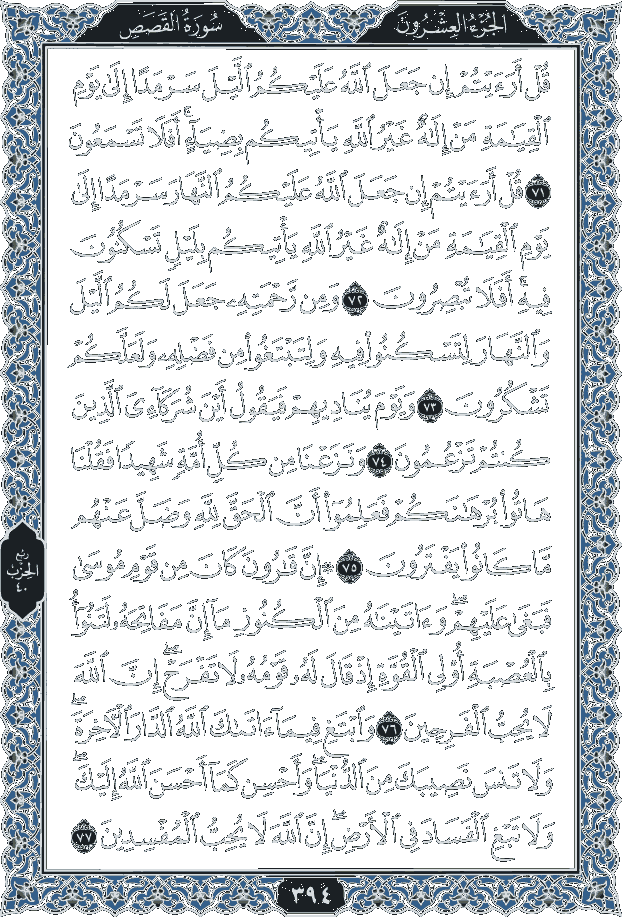 سُورَةُ القَصَصِ
الجُزْءُ العِشْرُونَ
قُلْ أَرَءَيْتُمْ إِن جَعَلَ ٱللَّهُ عَلَيْكُمُ ٱلَّيْلَ سَرْمَدًا إِلَىٰ يَوْمِ
ٱلْقِيَٰمَةِ مَنْ إِلَٰهٌ غَيْرُ ٱللَّهِ يَأْتِيكُم بِضِيَآءٍ ۖ أَفَلَا تَسْمَعُونَ
٧١ قُلْ أَرَءَيْتُمْ إِن جَعَلَ ٱللَّهُ عَلَيْكُمُ ٱلنَّهَارَ سَرْمَدًا إِلَىٰ
يَوْمِ ٱلْقِيَٰمَةِ مَنْ إِلَٰهٌ غَيْرُ ٱللَّهِ يَأْتِيكُم بِلَيْلٍ تَسْكُنُونَ
فِيهِ ۖ أَفَلَا تُبْصِرُونَ ٧٢ وَمِن رَّحْمَتِهِۦ جَعَلَ لَكُمُ ٱلَّيْلَ
وَٱلنَّهَارَ لِتَسْكُنُوا۟ فِيهِ وَلِتَبْتَغُوا۟ مِن فَضْلِهِۦ وَلَعَلَّكُمْ
تَشْكُرُونَ ٧٣ وَيَوْمَ يُنَادِيهِمْ فَيَقُولُ أَيْنَ شُرَكَآءِىَ ٱلَّذِينَ
كُنتُمْ تَزْعُمُونَ ٧٤ وَنَزَعْنَا مِن كُلِّ أُمَّةٍ شَهِيدًا فَقُلْنَا
هَاتُوا۟ بُرْهَٰنَكُمْ فَعَلِمُوٓا۟ أَنَّ ٱلْحَقَّ لِلَّهِ وَضَلَّ عَنْهُم
مَّا كَانُوا۟ يَفْتَرُونَ ٧٥ ۞ إِنَّ قَٰرُونَ كَانَ مِن قَوْمِ مُوسَىٰ
فَبَغَىٰ عَلَيْهِمْ ۖ وَءَاتَيْنَٰهُ مِنَ ٱلْكُنُوزِ مَآ إِنَّ مَفَاتِحَهُۥ لَتَنُوٓأُ
بِٱلْعُصْبَةِ أُو۟لِى ٱلْقُوَّةِ إِذْ قَالَ لَهُۥ قَوْمُهُۥ لَا تَفْرَحْ ۖ إِنَّ ٱللَّهَ
لَا يُحِبُّ ٱلْفَرِحِينَ ٧٦ وَٱبْتَغِ فِيمَآ ءَاتَىٰكَ ٱللَّهُ ٱلدَّارَ ٱلْءَاخِرَةَ ۖ
وَلَا تَنسَ نَصِيبَكَ مِنَ ٱلدُّنْيَا ۖ وَأَحْسِن كَمَآ أَحْسَنَ ٱللَّهُ إِلَيْكَ ۖ
وَلَا تَبْغِ ٱلْفَسَادَ فِى ٱلْأَرْضِ ۖ إِنَّ ٱللَّهَ لَا يُحِبُّ ٱلْمُفْسِدِينَ ٧٧
ربع
الحزب
٤٠
٣٩٤